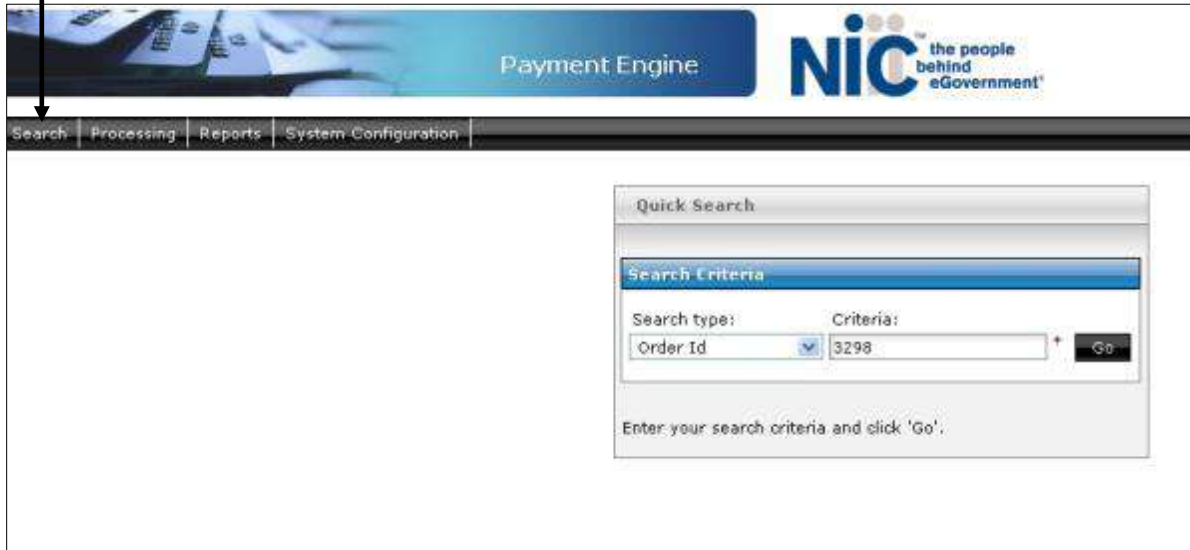 Payment Engine
NIC™ the people
behind
eGovernment®
Search Processing Reports System Configuration
Quick Search
Search Criteria
Search type: Criteria:
Order Id 3298 * Go
Enter your search criteria and click 'Go'.